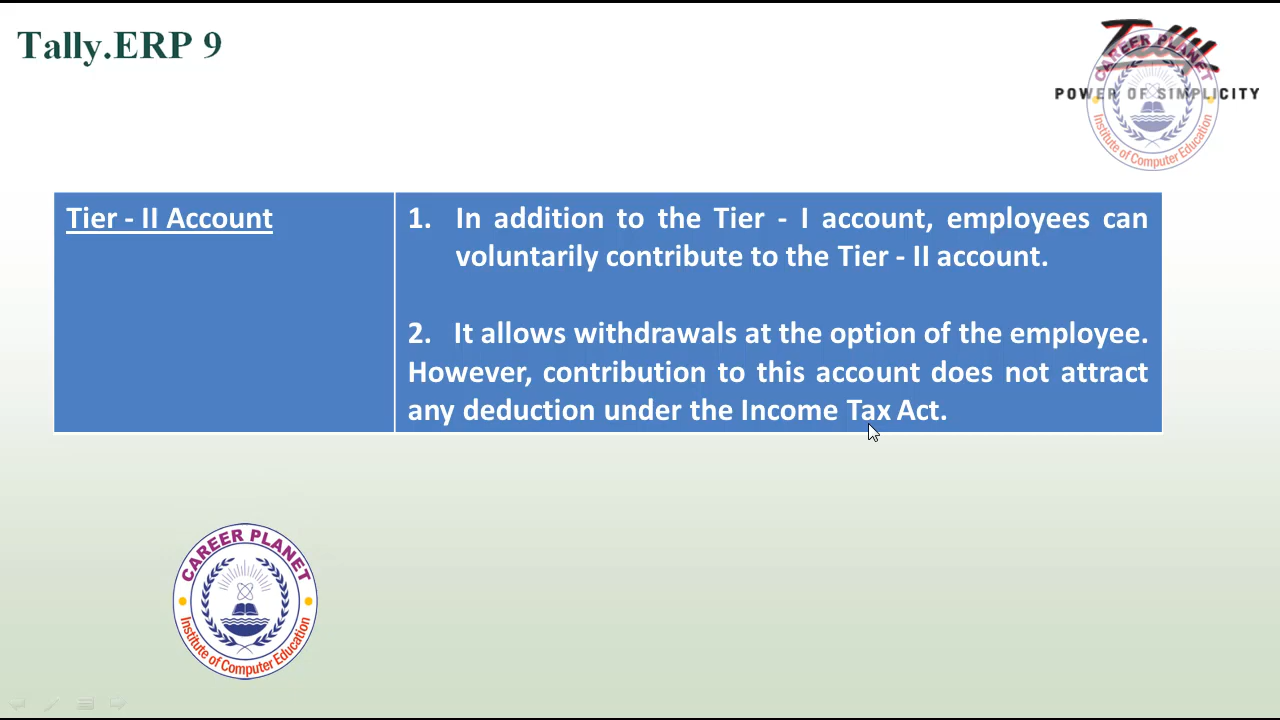 Tally.ERP 9
Tally
POWER OF SIMPLICITY
CAREER PLANET
Institute of Computer Education
Tier - II Account
1. In addition to the Tier - I account, employees can
voluntarily contribute to the Tier - II account.
2. It allows withdrawals at the option of the employee.
However, contribution to this account does not attract
any deduction under the Income Tax Act.
CAREER PLANET
Institute of Computer Education